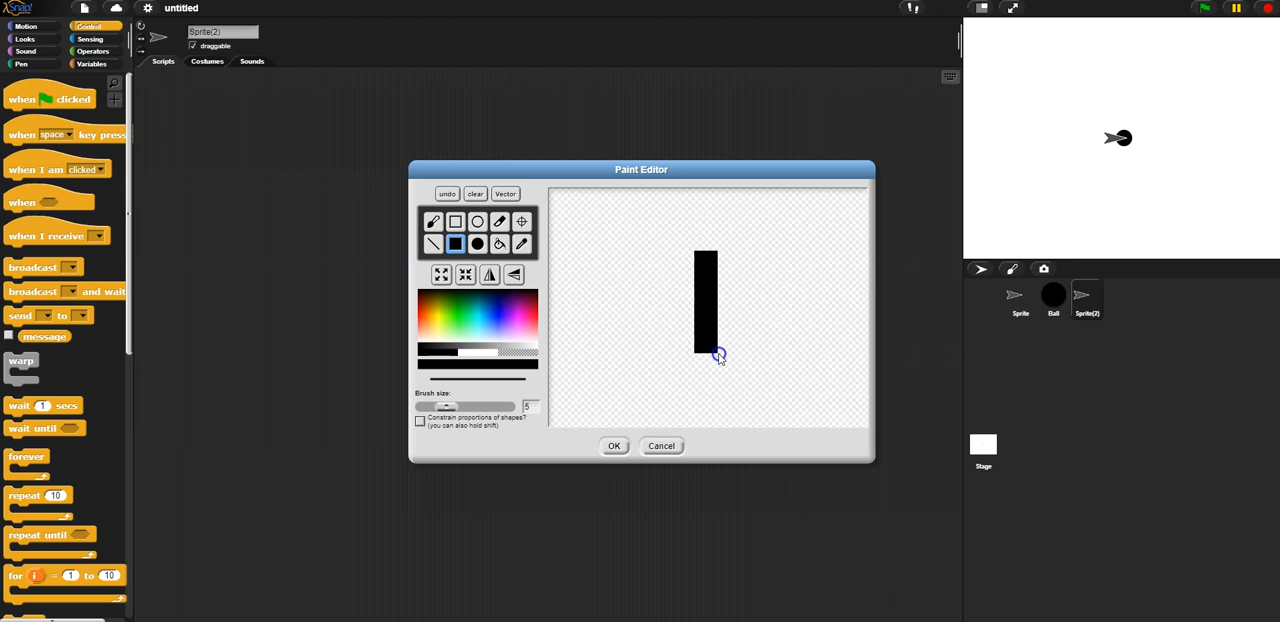 Snap!
untitled
Motion
Control
Looks
Sensing
Sound
Operators
Pen
Variables
Sprite(2)
draggable
Scripts
Costumes
Sounds
when clicked
when space key press
when I am clicked
when
when I receive
broadcast
broadcast and wait
send to
message
warp
wait 1 secs
wait until
forever
repeat 10
repeat until
for i = 1 to 10
Paint Editor
undo
clear
Vector
Brush size:
5
Constrain proportions of shapes?
(you can also hold shift)
OK
Cancel
Sprite
Ball
Sprite(2)
Stage